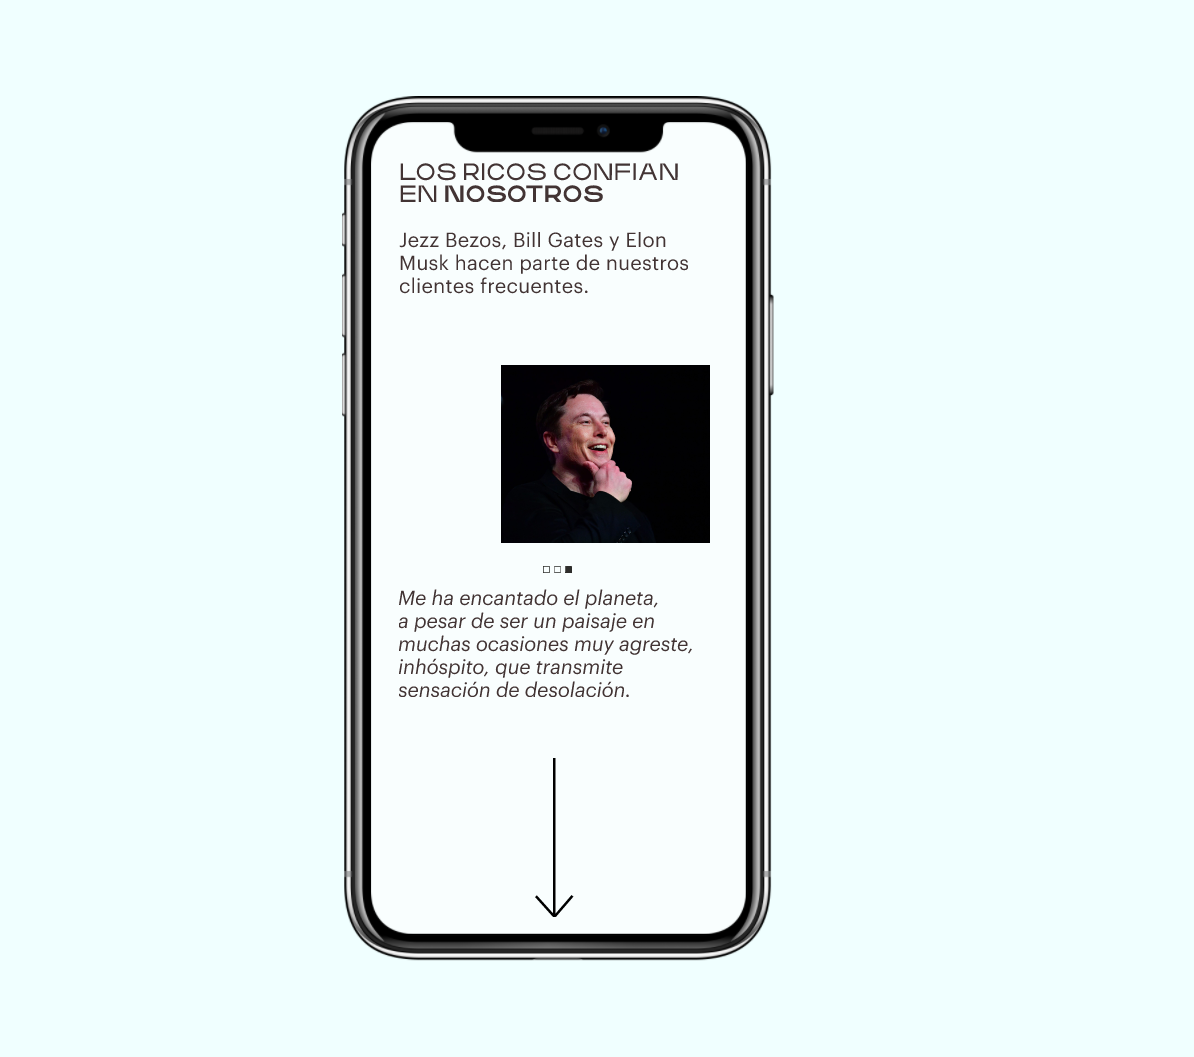 LOS RICOS CONFIAN
EN NOSOTROS
Jezz Bezos, Bill Gates y Elon
Musk hacen parte de nuestros
clientes frecuentes.
Me ha encantado el planeta,
a pesar de ser un paisaje en
muchas ocasiones muy agreste,
inhóspito, que transmite
sensación de desolación.